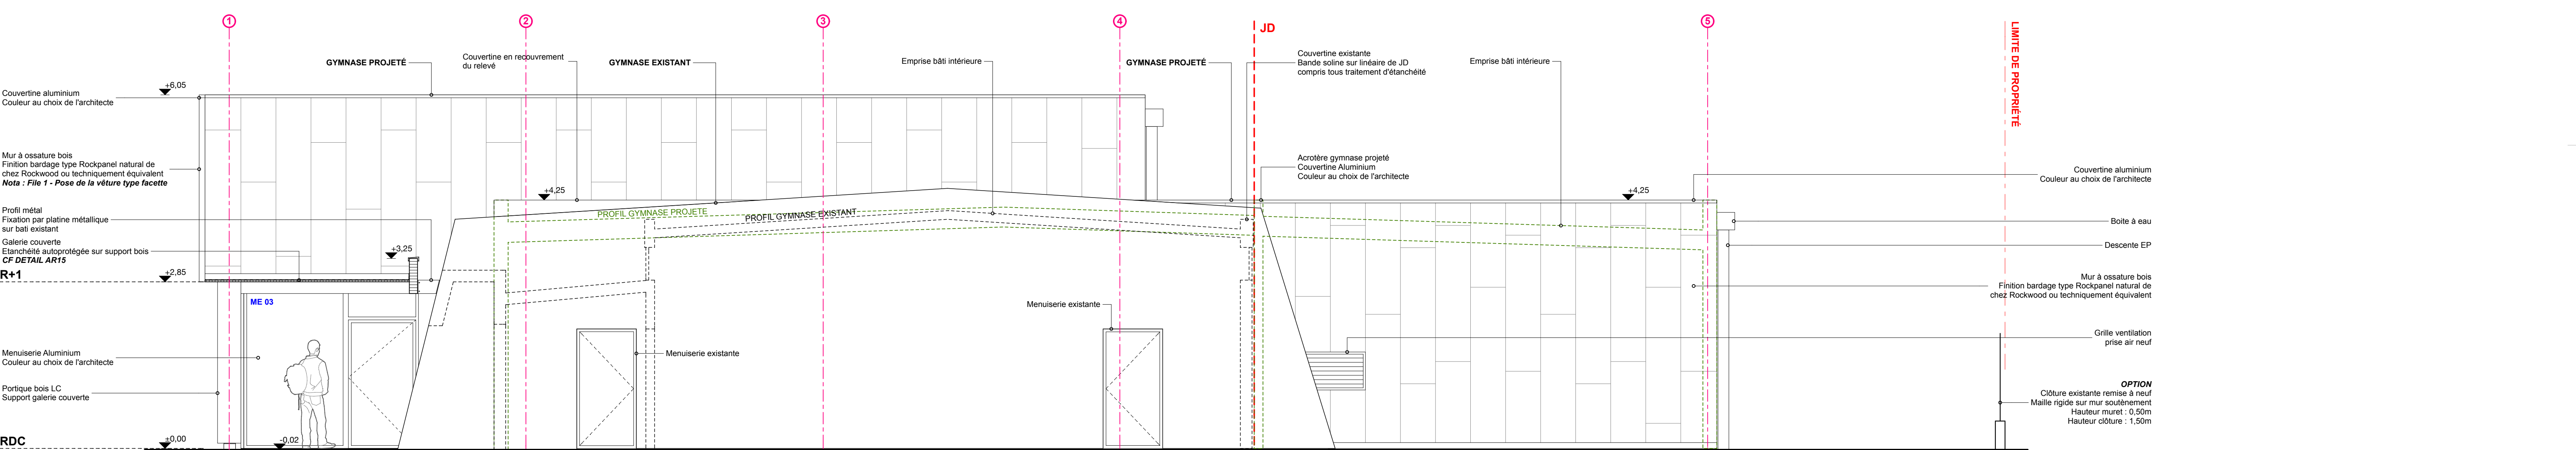 1
2
3
4
5
JD
LIMITE DE PROPRIÉTÉ
GYMNASE PROJETÉ
Couvertine en recouvrement
du relevé
GYMNASE EXISTANT
Emprise bâti intérieure
GYMNASE PROJETÉ
Couvertine existante
Bande soline sur linéaire de JD
compris tous traitement d'étanchéité
Emprise bâti intérieure
+6,05
Couvertine aluminium
Couleur au choix de l'architecte
Mur à ossature bois
Finition bardage type Rockpanel natural de
chez Rockwood ou techniquement équivalent
Nota : File 1 - Pose de la vêture type facette
Acrotère gymnase projeté
Couvertine Aluminium
Couleur au choix de l'architecte
Couvertine aluminium
Couleur au choix de l'architecte
+4,25
+4,25
Profil métal
Fixation par platine métallique
sur bati existant
PROFIL GYMNASE PROJETE
PROFIL GYMNASE EXISTANT
Boite à eau
Galerie couverte
Etanchéité autoprotégée sur support bois
CF DETAIL AR15
+3,25
Descente EP
R+1
+2,85
Mur à ossature bois
Finition bardage type Rockpanel natural de
chez Rockwood ou techniquement équivalent
ME 03
Menuiserie existante
Grille ventilation
prise air neuf
Menuiserie Aluminium
Couleur au choix de l'architecte
Menuiserie existante
Portique bois LC
Support galerie couverte
OPTION
Clôture existante remise à neuf
Maille rigide sur mur soutènement
Hauteur muret : 0,50m
Hauteur clôture : 1,50m
RDC
±0,00
-0,02